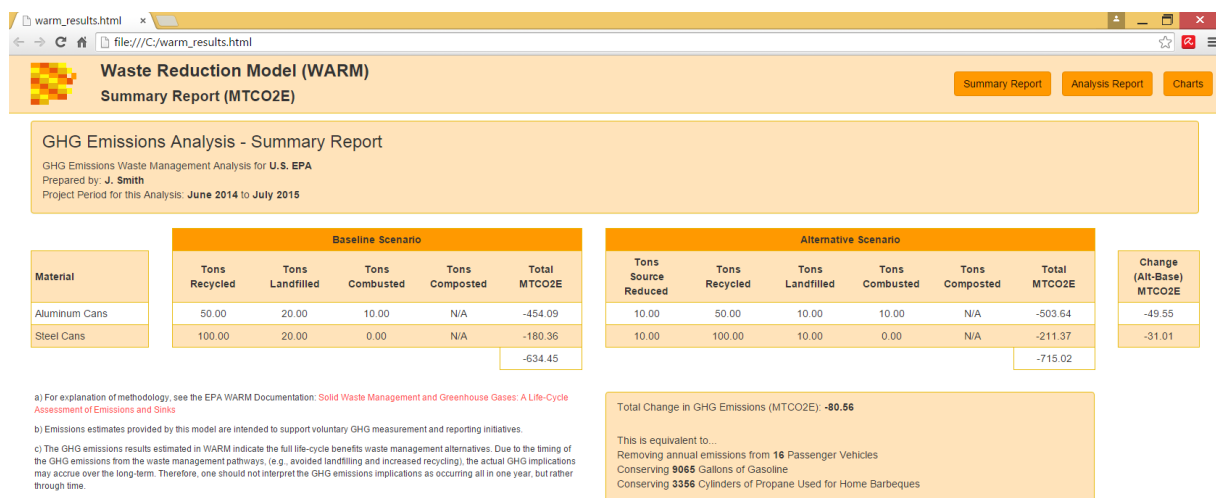 warm_results.html
file:///C:/warm_results.html
Waste Reduction Model (WARM)
Summary Report (MTCO2E)
Summary Report Analysis Report Charts
GHG Emissions Analysis - Summary Report
GHG Emissions Waste Management Analysis for U.S. EPA
Prepared by: J. Smith
Project Period for this Analysis: June 2014 to July 2015
Baseline Scenario Alternative Scenario
Material Tons Recycled Tons Landfilled Tons Combusted Tons Composted Total MTCO2E Tons Source Reduced Tons Recycled Tons Landfilled Tons Combusted Tons Composted Total MTCO2E Change (Alt-Base) MTCO2E
Aluminum Cans 50.00 20.00 10.00 N/A -454.09 10.00 50.00 10.00 10.00 N/A -503.64 -49.55
Steel Cans 100.00 20.00 0.00 N/A -180.36 10.00 100.00 10.00 0.00 N/A -211.37 -31.01
-634.45 -715.02
a) For explanation of methodology, see the EPA WARM Documentation: Solid Waste Management and Greenhouse Gases: A Life-Cycle
Assessment of Emissions and Sinks
b) Emissions estimates provided by this model are intended to support voluntary GHG measurement and reporting initiatives.
c) The GHG emissions results estimated in WARM indicate the full life-cycle benefits waste management alternatives. Due to the timing of
the GHG emissions from the waste management pathways, (e.g., avoided landfilling and increased recycling), the actual GHG implications
may accrue over the long-term. Therefore, one should not interpret the GHG emissions implications as occurring all in one year, but rather
through time.
Total Change in GHG Emissions (MTCO2E): -80.56
This is equivalent to...
Removing annual emissions from 16 Passenger Vehicles
Conserving 9065 Gallons of Gasoline
Conserving 3356 Cylinders of Propane Used for Home Barbeques